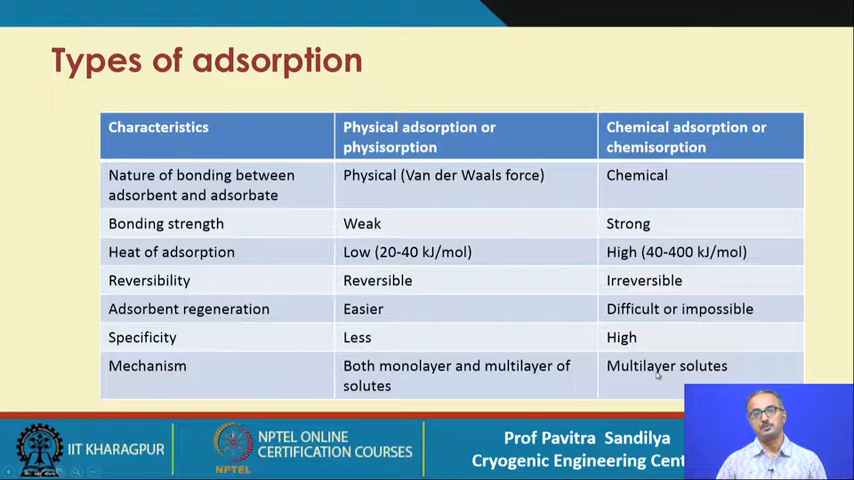 Types of adsorption
Characteristics
Physical adsorption or
physisorption
Chemical adsorption or
chemisorption
Nature of bonding between
adsorbent and adsorbate
Physical (Van der Waals force)
Chemical
Bonding strength
Weak
Strong
Heat of adsorption
Low (20-40 kJ/mol)
High (40-400 kJ/mol)
Reversibility
Reversible
Irreversible
Adsorbent regeneration
Easier
Difficult or impossible
Specificity
Less
High
Mechanism
Both monolayer and multilayer of
solutes
Multilayer solutes
IIT KHARAGPUR
NPTEL
NPTEL ONLINE
CERTIFICATION COURSES
Prof Pavitra Sandilya
Cryogenic Engineering Cent